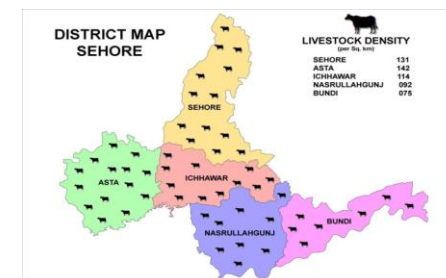 DISTRICT MAP
SEHORE
LIVESTOCK DENSITY
(per Sq. km)
SEHORE 131
ASTA 142
ICHHAWAR 114
NASRULLAHGUNJ 092
BUNDI 075
SEHORE
ASTA
ICHHAWAR
NASRULLAHGUNJ
BUNDI